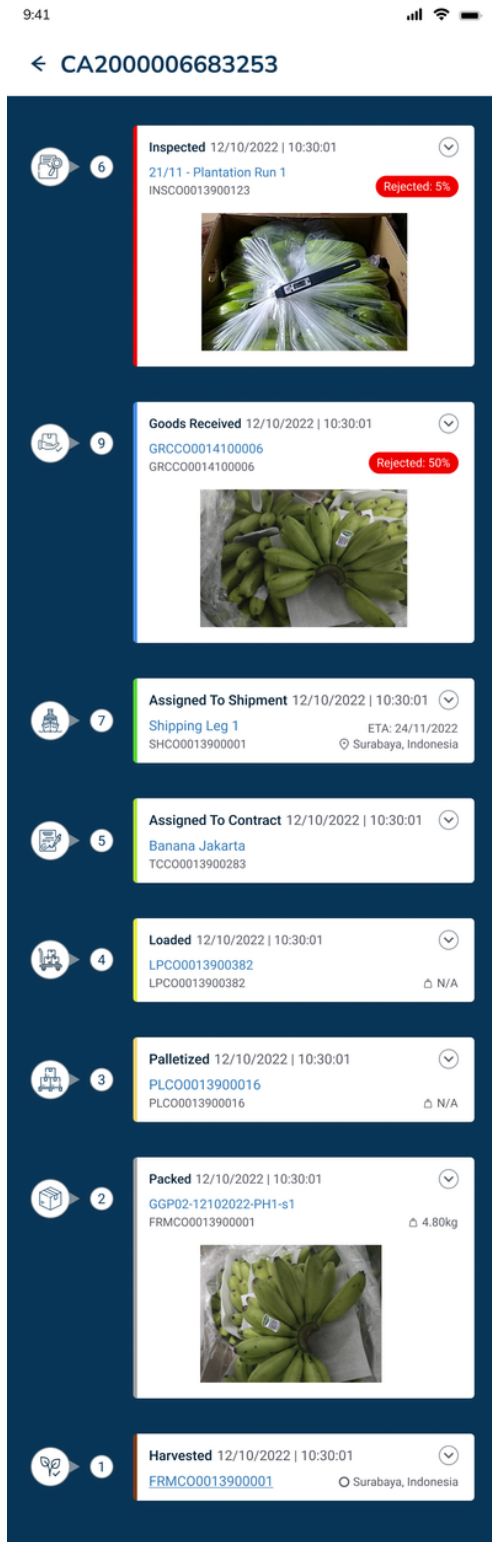 9:41
CA2000006683253
6
Inspected 12/10/2022 | 10:30:01
21/11 - Plantation Run 1
INSCO0013900123
Rejected: 5%
9
Goods Received 12/10/2022 | 10:30:01
GRCCO0014100006
GRCCO0014100006
Rejected: 50%
7
Assigned To Shipment 12/10/2022 | 10:30:01
Shipping Leg 1
ETA: 24/11/2022
SHCO0013900001
Surabaya, Indonesia
5
Assigned To Contract 12/10/2022 | 10:30:01
Banana Jakarta
TCCO0013900283
4
Loaded 12/10/2022 | 10:30:01
LPCO0013900382
LPCO0013900382
N/A
3
Palletized 12/10/2022 | 10:30:01
PLCO0013900016
PLCO0013900016
N/A
2
Packed 12/10/2022 | 10:30:01
GGP02-12102022-PH1-s1
FRMCO0013900001
4.80kg
1
Harvested 12/10/2022 | 10:30:01
FRMCO0013900001
Surabaya, Indonesia